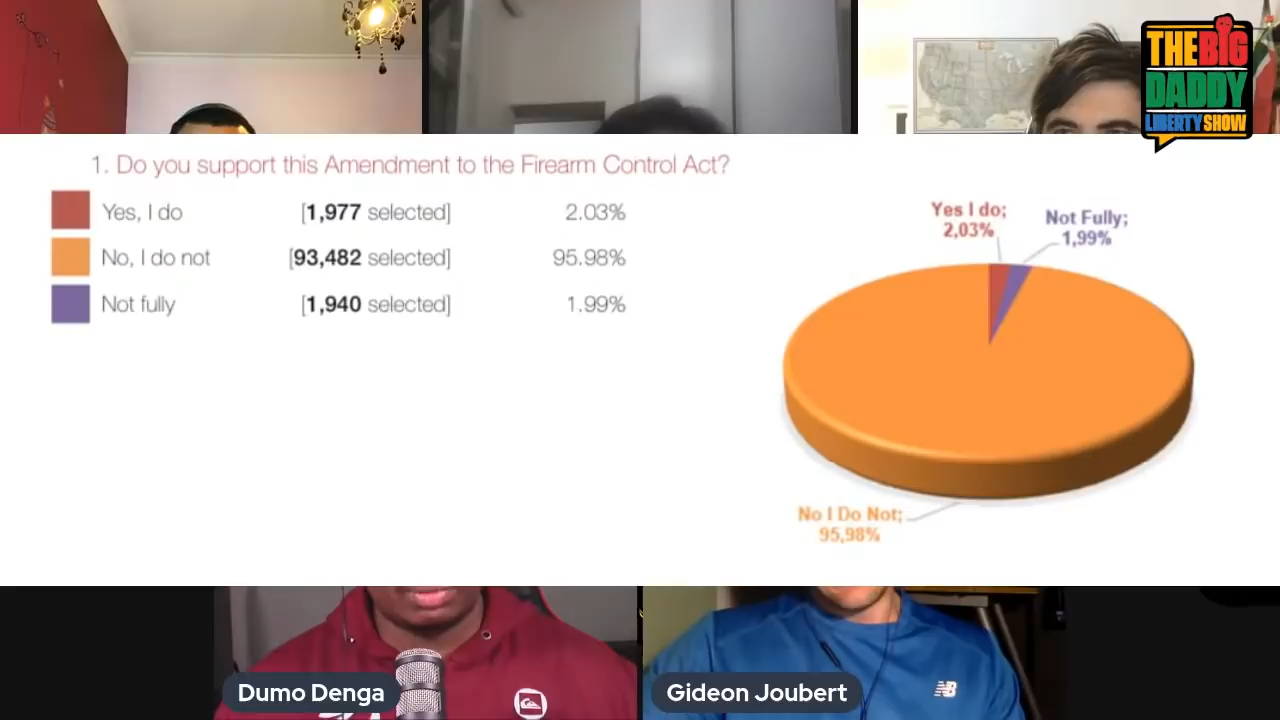 THE BIG
DADDY
LIBERTY SHOW
1. Do you support this Amendment to the Firearm Control Act?
Yes, I do [1,977 selected] 2.03%
No, I do not [93,482 selected] 95.98%
Not fully [1,940 selected] 1.99%
Yes I do;
2,03%
Not Fully;
1,99%
No I Do Not;
95,98%
Dumo Denga
Gideon Joubert
NB